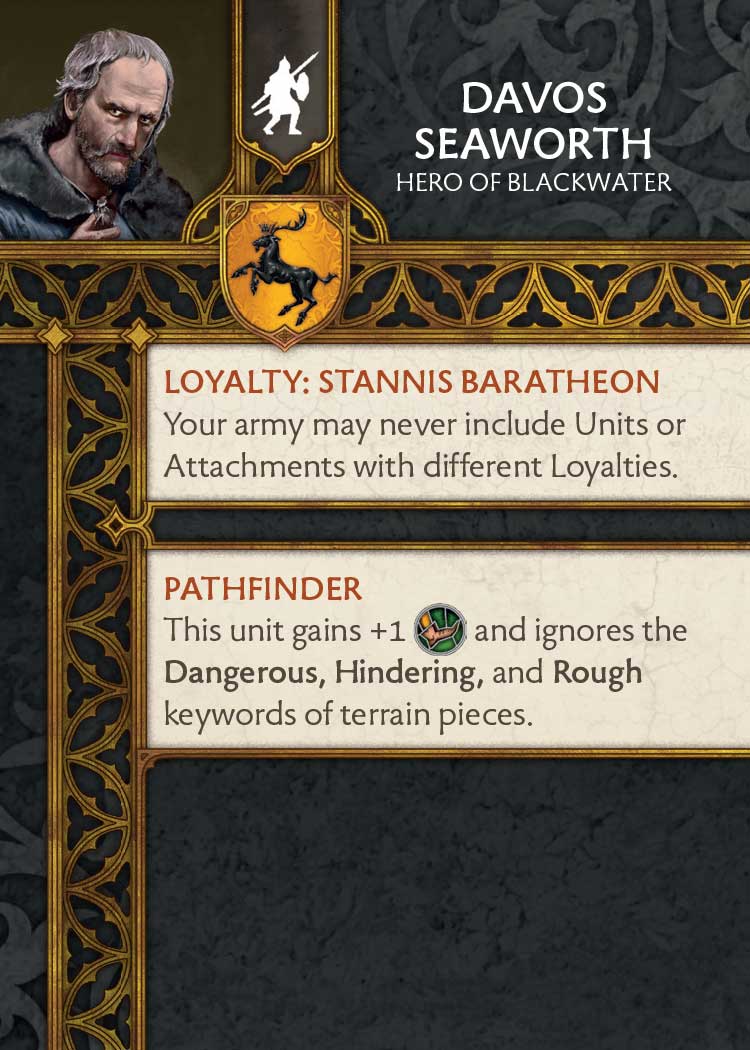 DAVOS
SEAWORTH
HERO OF BLACKWATER
LOYALTY: STANNIS BARATHEON
Your army may never include Units or
Attachments with different Loyalties.
PATHFINDER
This unit gains +1 and ignores the
Dangerous, Hindering, and Rough
keywords of terrain pieces.